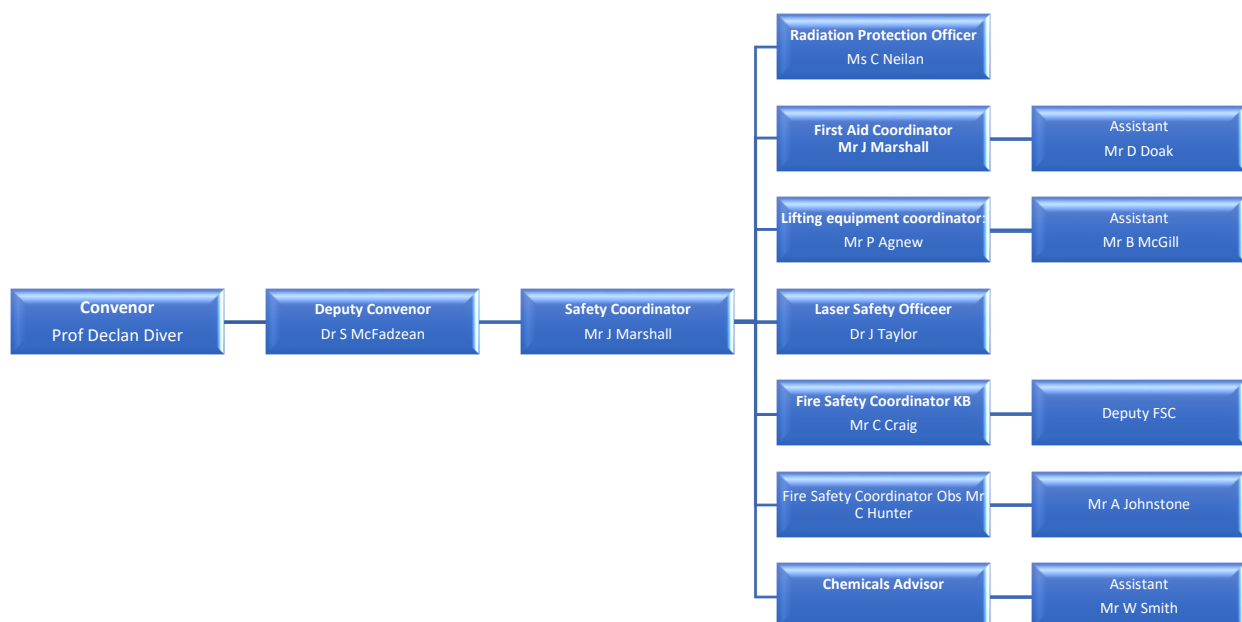 Radiation Protection Officer
Ms C Neilan
First Aid Coordinator
Mr J Marshall
Assistant
Mr D Doak
Lifting equipment coordinator:
Mr P Agnew
Assistant
Mr B McGill
Convenor
Prof Declan Diver
Deputy Convenor
Dr S McFadzean
Safety Coordinator
Mr J Marshall
Laser Safety Officeer
Dr J Taylor
Fire Safety Coordinator KB
Mr C Craig
Deputy FSC
Fire Safety Coordinator Obs Mr
C Hunter
Mr A Johnstone
Chemicals Advisor
Assistant
Mr W Smith